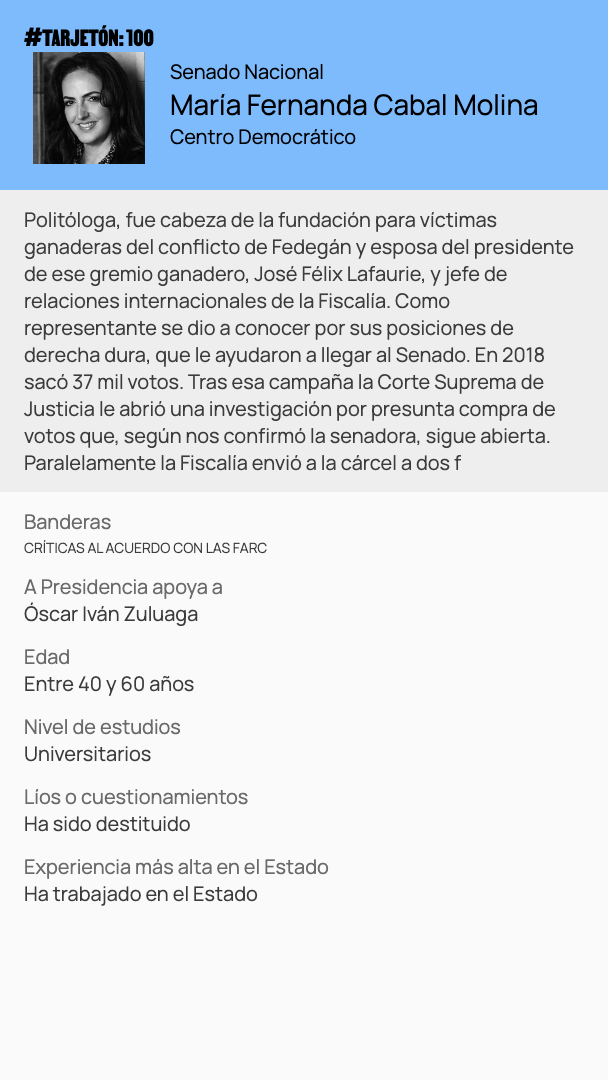 #TARJETÓN: 100
Senado Nacional
María Fernanda Cabal Molina
Centro Democrático
Politóloga, fue cabeza de la fundación para víctimas
ganaderas del conflicto de Fedegán y esposa del presidente
de ese gremio ganadero, José Félix Lafaurie, y jefe de
relaciones internacionales de la Fiscalía. Como
representante se dio a conocer por sus posiciones de
derecha dura, que le ayudaron a llegar al Senado. En 2018
sacó 37 mil votos. Tras esa campaña la Corte Suprema de
Justicia le abrió una investigación por presunta compra de
votos que, según nos confirmó la senadora, sigue abierta.
Paralelamente la Fiscalía envió a la cárcel a dos f
Banderas
CRÍTICAS AL ACUERDO CON LAS FARC
A Presidencia apoya a
Óscar Iván Zuluaga
Edad
Entre 40 y 60 años
Nivel de estudios
Universitarios
Líos o cuestionamientos
Ha sido destituido
Experiencia más alta en el Estado
Ha trabajado en el Estado